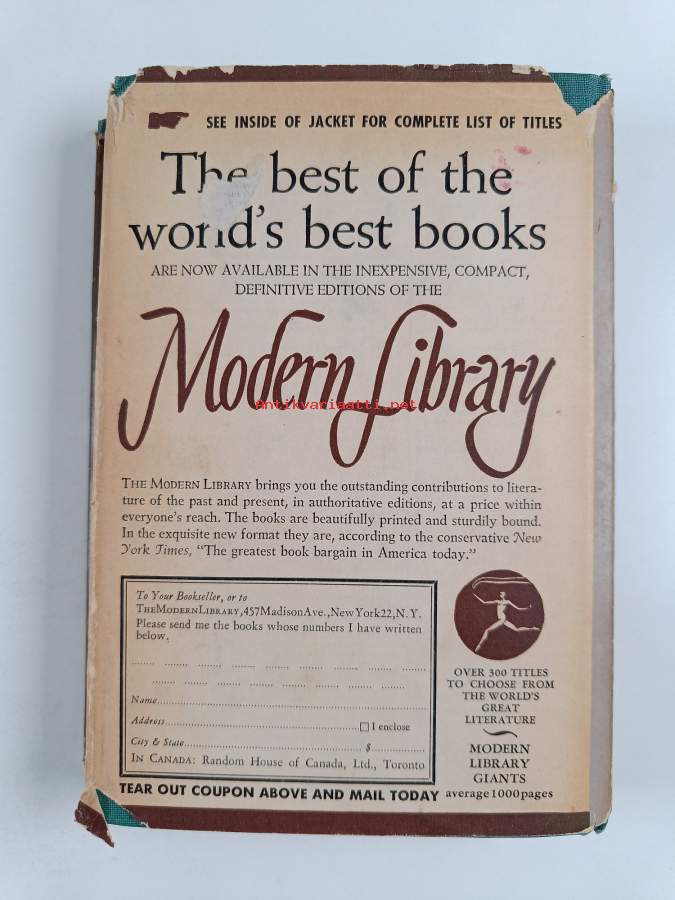 SEE INSIDE OF JACKET FOR COMPLETE LIST OF TITLES
The best of the
world's best books
ARE NOW AVAILABLE IN THE INEXPENSIVE, COMPACT,
DEFINITIVE EDITIONS OF THE
Modern Library
Antikvariaatti.net
THE MODERN LIBRARY brings you the outstanding contributions to litera-
ture of the past and present, in authoritative editions, at a price within
everyone's reach. The books are beautifully printed and sturdily bound.
In the exquisite new format they are, according to the conservative New
York Times, "The greatest book bargain in America today."
To Your Bookseller, or to
THE MODERN LIBRARY, 457 Madison Ave., New York 22, N. Y.
Please send me the books whose numbers I have written
below.
Name
Address I enclose
City & State $
IN CANADA: Random House of Canada, Ltd., Toronto
TEAR OUT COUPON ABOVE AND MAIL TODAY
OVER 300 TITLES
TO CHOOSE FROM
THE WORLD'S
GREAT
LITERATURE
MODERN
LIBRARY
GIANTS
average 1000 pages